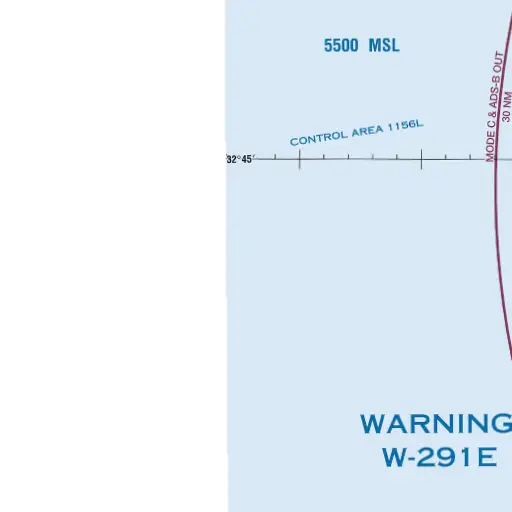 5500 MSL
MODE C & ADS-B OUT
30 NM
CONTROL AREA 1156L
32°45'
WARNING
W-291E